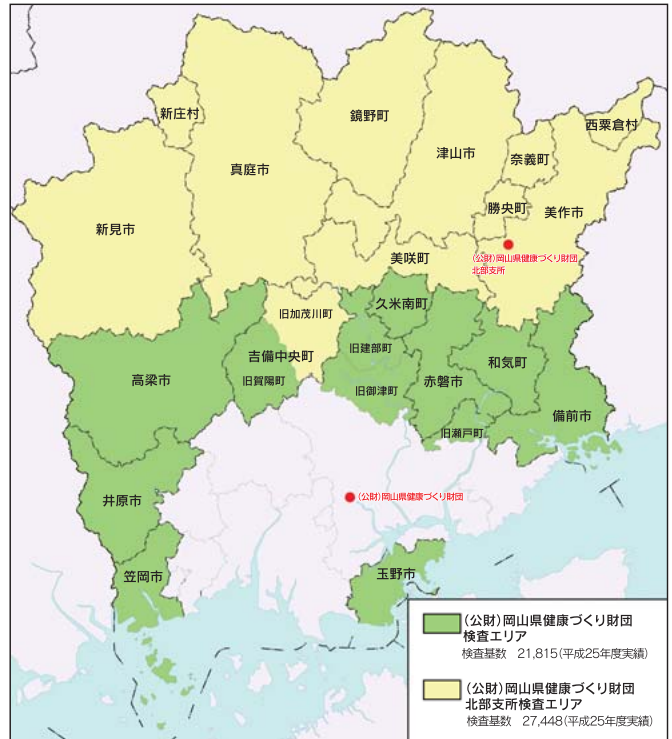 西粟倉村
新庄村
鏡野町
津山市
奈義町
真庭市
勝央町
美作市
新見市
美咲町
(公財)岡山県健康づくり財団
北部支所
久米南町
旧加茂川町
旧建部町
吉備中央町
和気町
高梁市
旧賀陽町
旧御津町
赤磐市
備前市
旧瀬戸町
井原市
(公財)岡山県健康づくり財団
笠岡市
玉野市
(公財)岡山県健康づくり財団
検査エリア
検査基数 21,815(平成25年度実績)
(公財)岡山県健康づくり財団
北部支所検査エリア
検査基数 27,448(平成25年度実績)